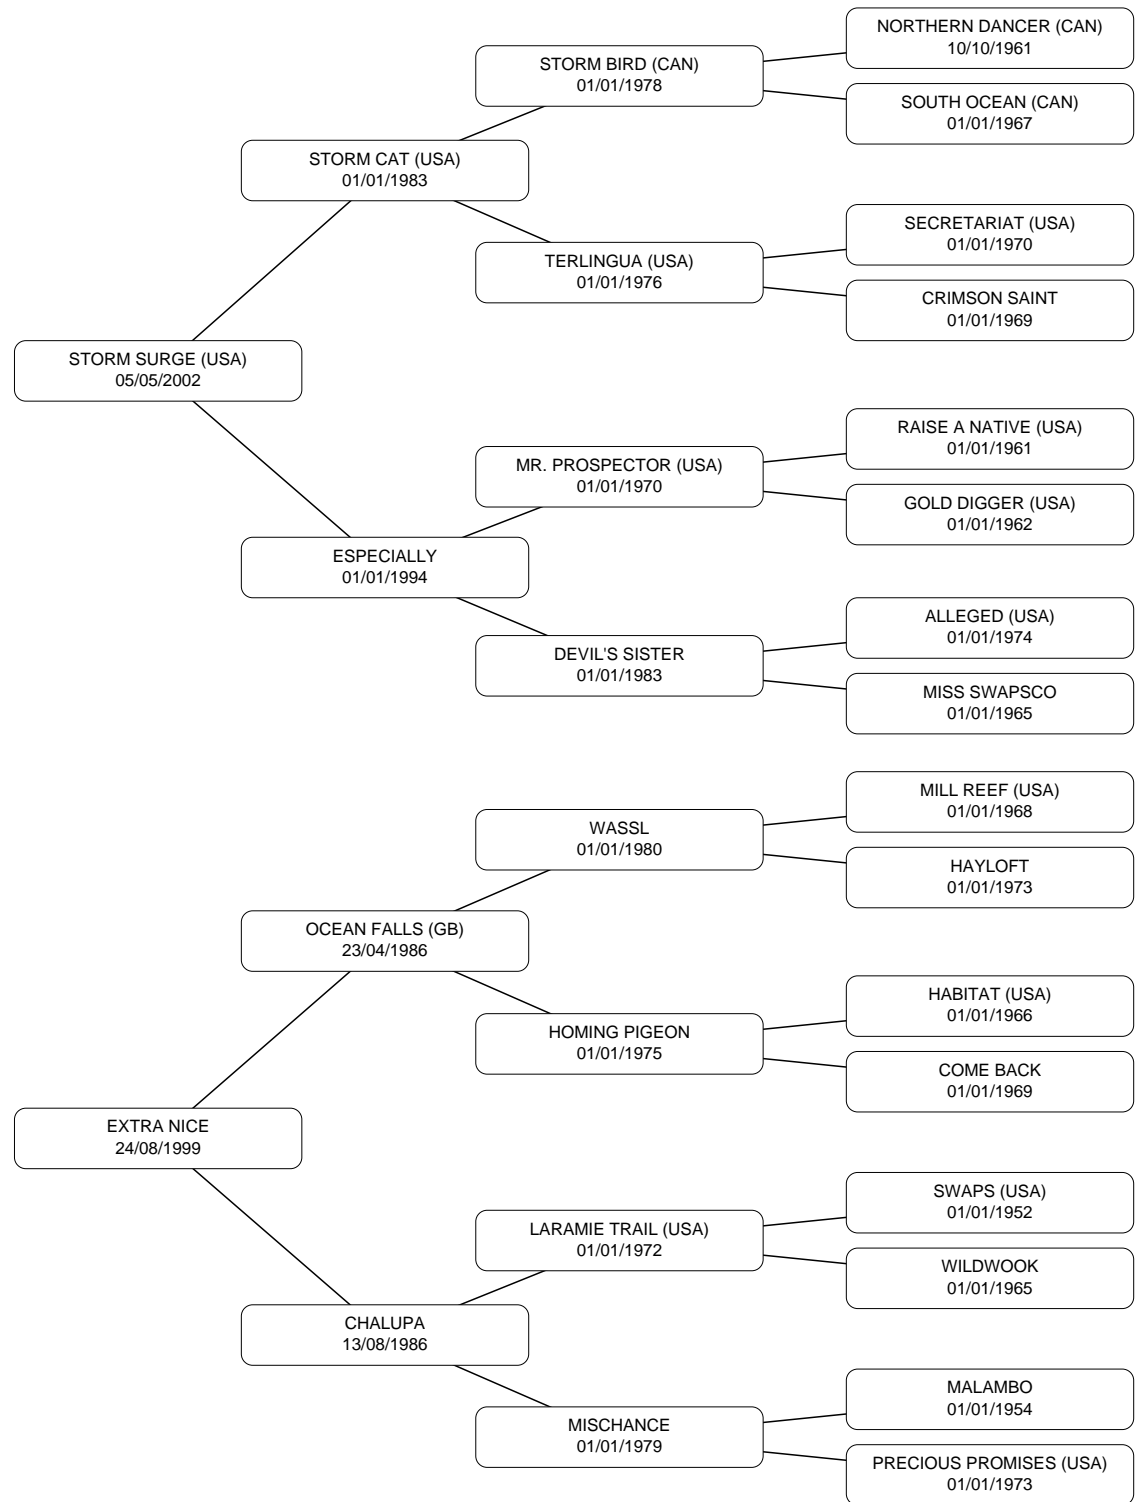 NORTHERN DANCER (CAN)
10/10/1961
STORM BIRD (CAN)
01/01/1978
SOUTH OCEAN (CAN)
01/01/1967
STORM CAT (USA)
01/01/1983
SECRETARIAT (USA)
01/01/1970
TERLINGUA (USA)
01/01/1976
CRIMSON SAINT
01/01/1969
STORM SURGE (USA)
05/05/2002
RAISE A NATIVE (USA)
01/01/1961
MR. PROSPECTOR (USA)
01/01/1970
GOLD DIGGER (USA)
01/01/1962
ESPECIALLY
01/01/1994
ALLEGED (USA)
01/01/1974
DEVIL'S SISTER
01/01/1983
MISS SWAPSCO
01/01/1965
MILL REEF (USA)
01/01/1968
WASSL
01/01/1980
HAYLOFT
01/01/1973
OCEAN FALLS (GB)
23/04/1986
HABITAT (USA)
01/01/1966
HOMING PIGEON
01/01/1975
COME BACK
01/01/1969
EXTRA NICE
24/08/1999
SWAPS (USA)
01/01/1952
LARAMIE TRAIL (USA)
01/01/1972
WILDWOOK
01/01/1965
CHALUPA
13/08/1986
MALAMBO
01/01/1954
MISCHANCE
01/01/1979
PRECIOUS PROMISES (USA)
01/01/1973